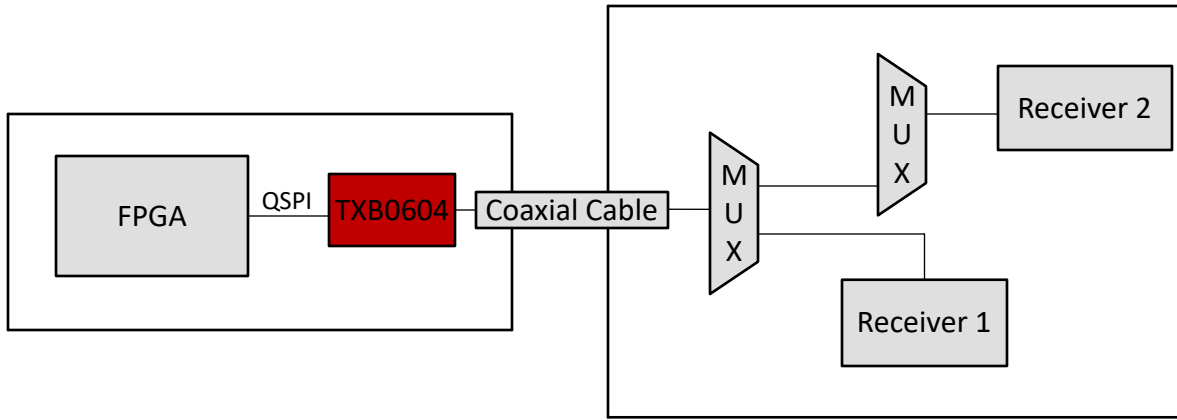 FPGA
QSPI
TXB0604
Coaxial Cable
M
U
X
Receiver 1
M
U
X
Receiver 2